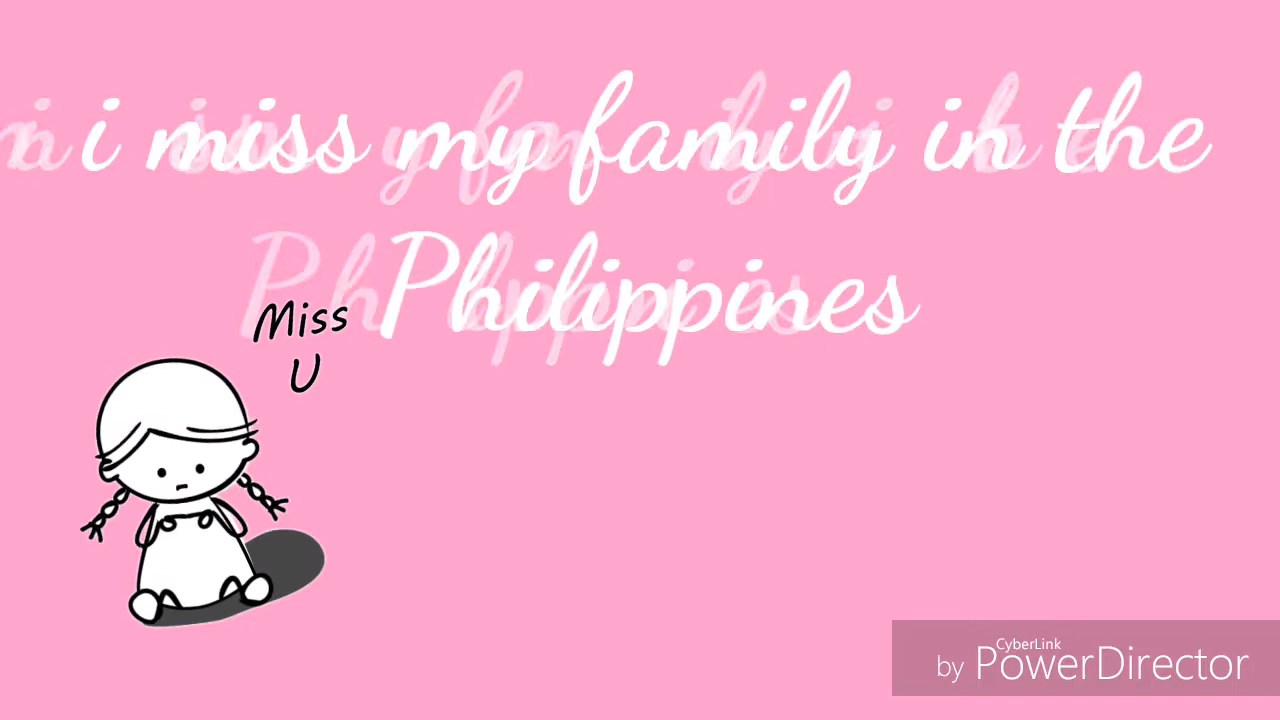 i miss my family in the
Philippines
Miss
U
CyberLink
by PowerDirector